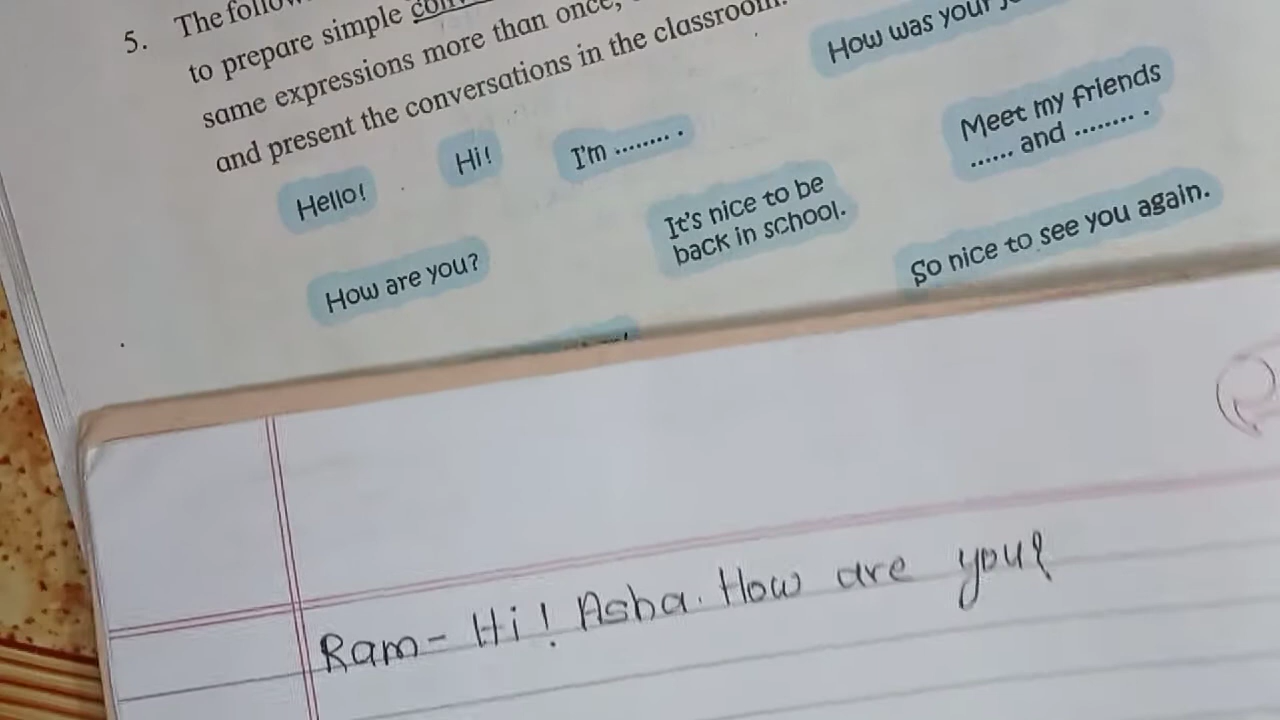 5. The
to prepare simple
same expressions more than once,
and present the conversations in the classroom.
How was your
Hello!
Hi!
I'm ........ .
Meet my friends
...... and ........ .
How are you?
It's nice to be
back in school.
So nice to see you again.
Ram- Hi! Asha. How are you?